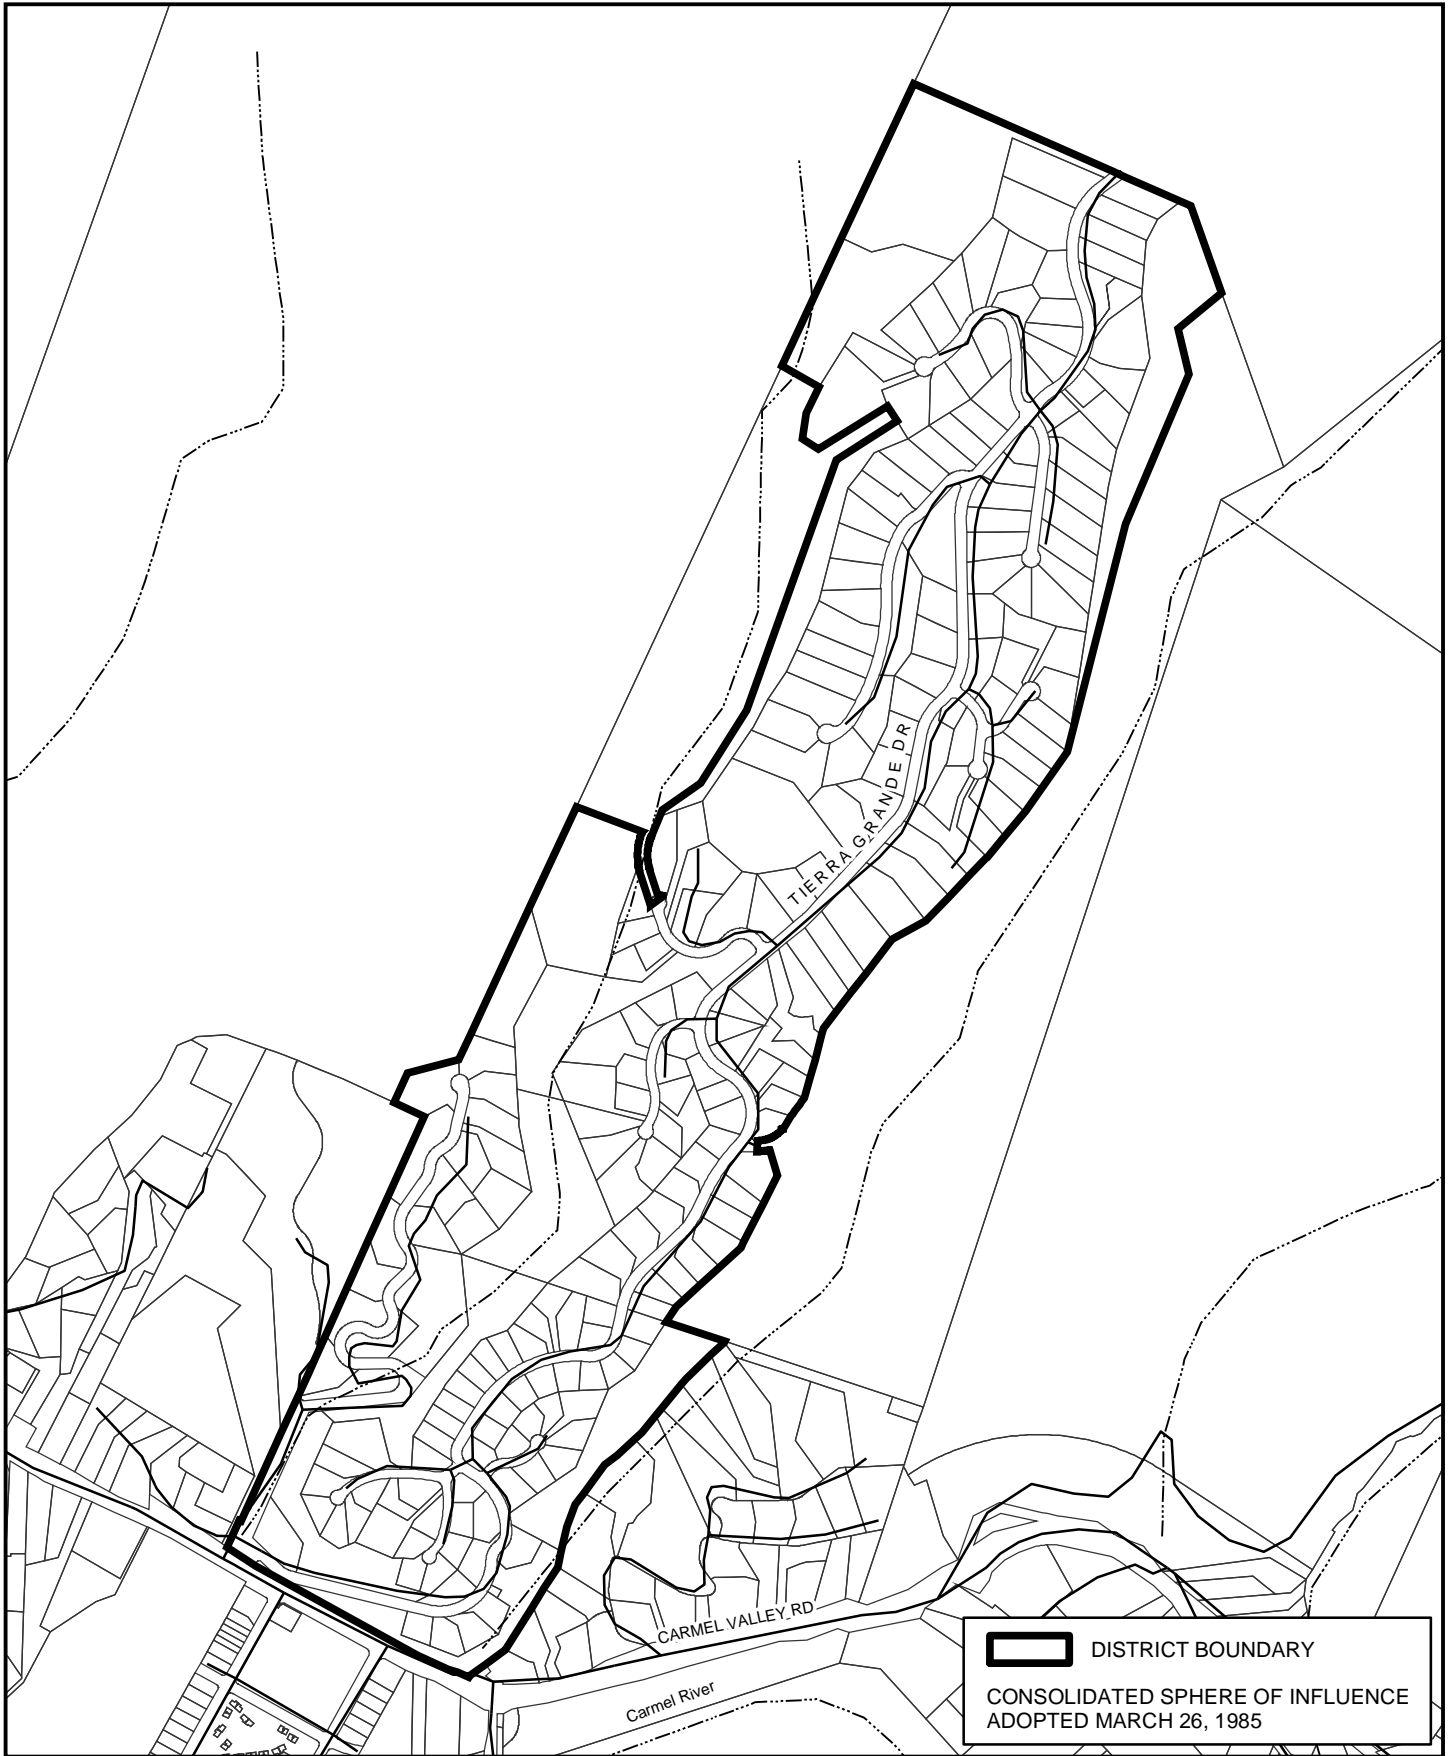 TIERRA GRANDE DR
CARMEL VALLEY RD
Carmel River
DISTRICT BOUNDARY
CONSOLIDATED SPHERE OF INFLUENCE
ADOPTED MARCH 26, 1985